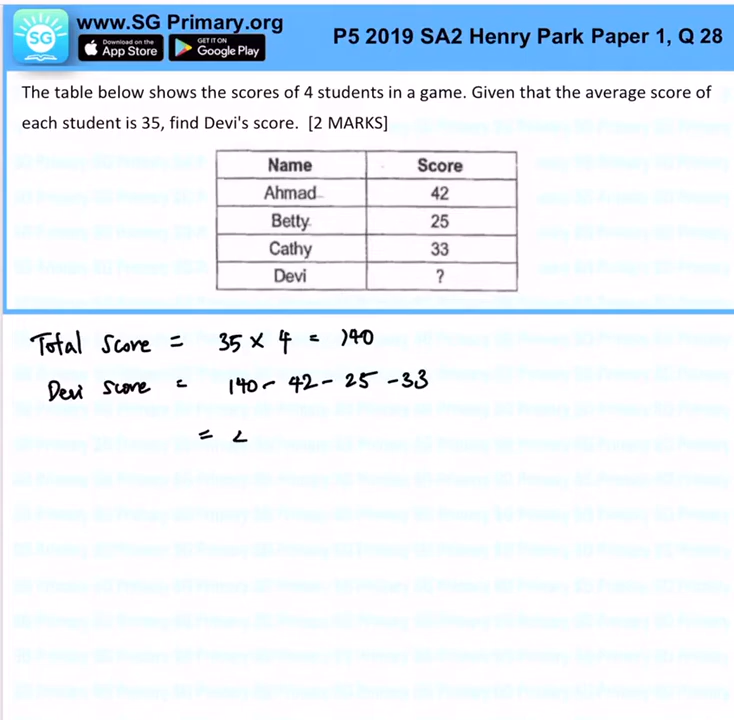 www.SG Primary.org
SG
Download on the App Store
GET IT ON Google Play
P5 2019 SA2 Henry Park Paper 1, Q 28
The table below shows the scores of 4 students in a game. Given that the average score of
each student is 35, find Devi's score. [2 MARKS]
Name Score
Ahmad 42
Betty 25
Cathy 33
Devi ?
Total Score = 35 × 4 = 140
Devi Score = 140 - 42 - 25 - 33
=